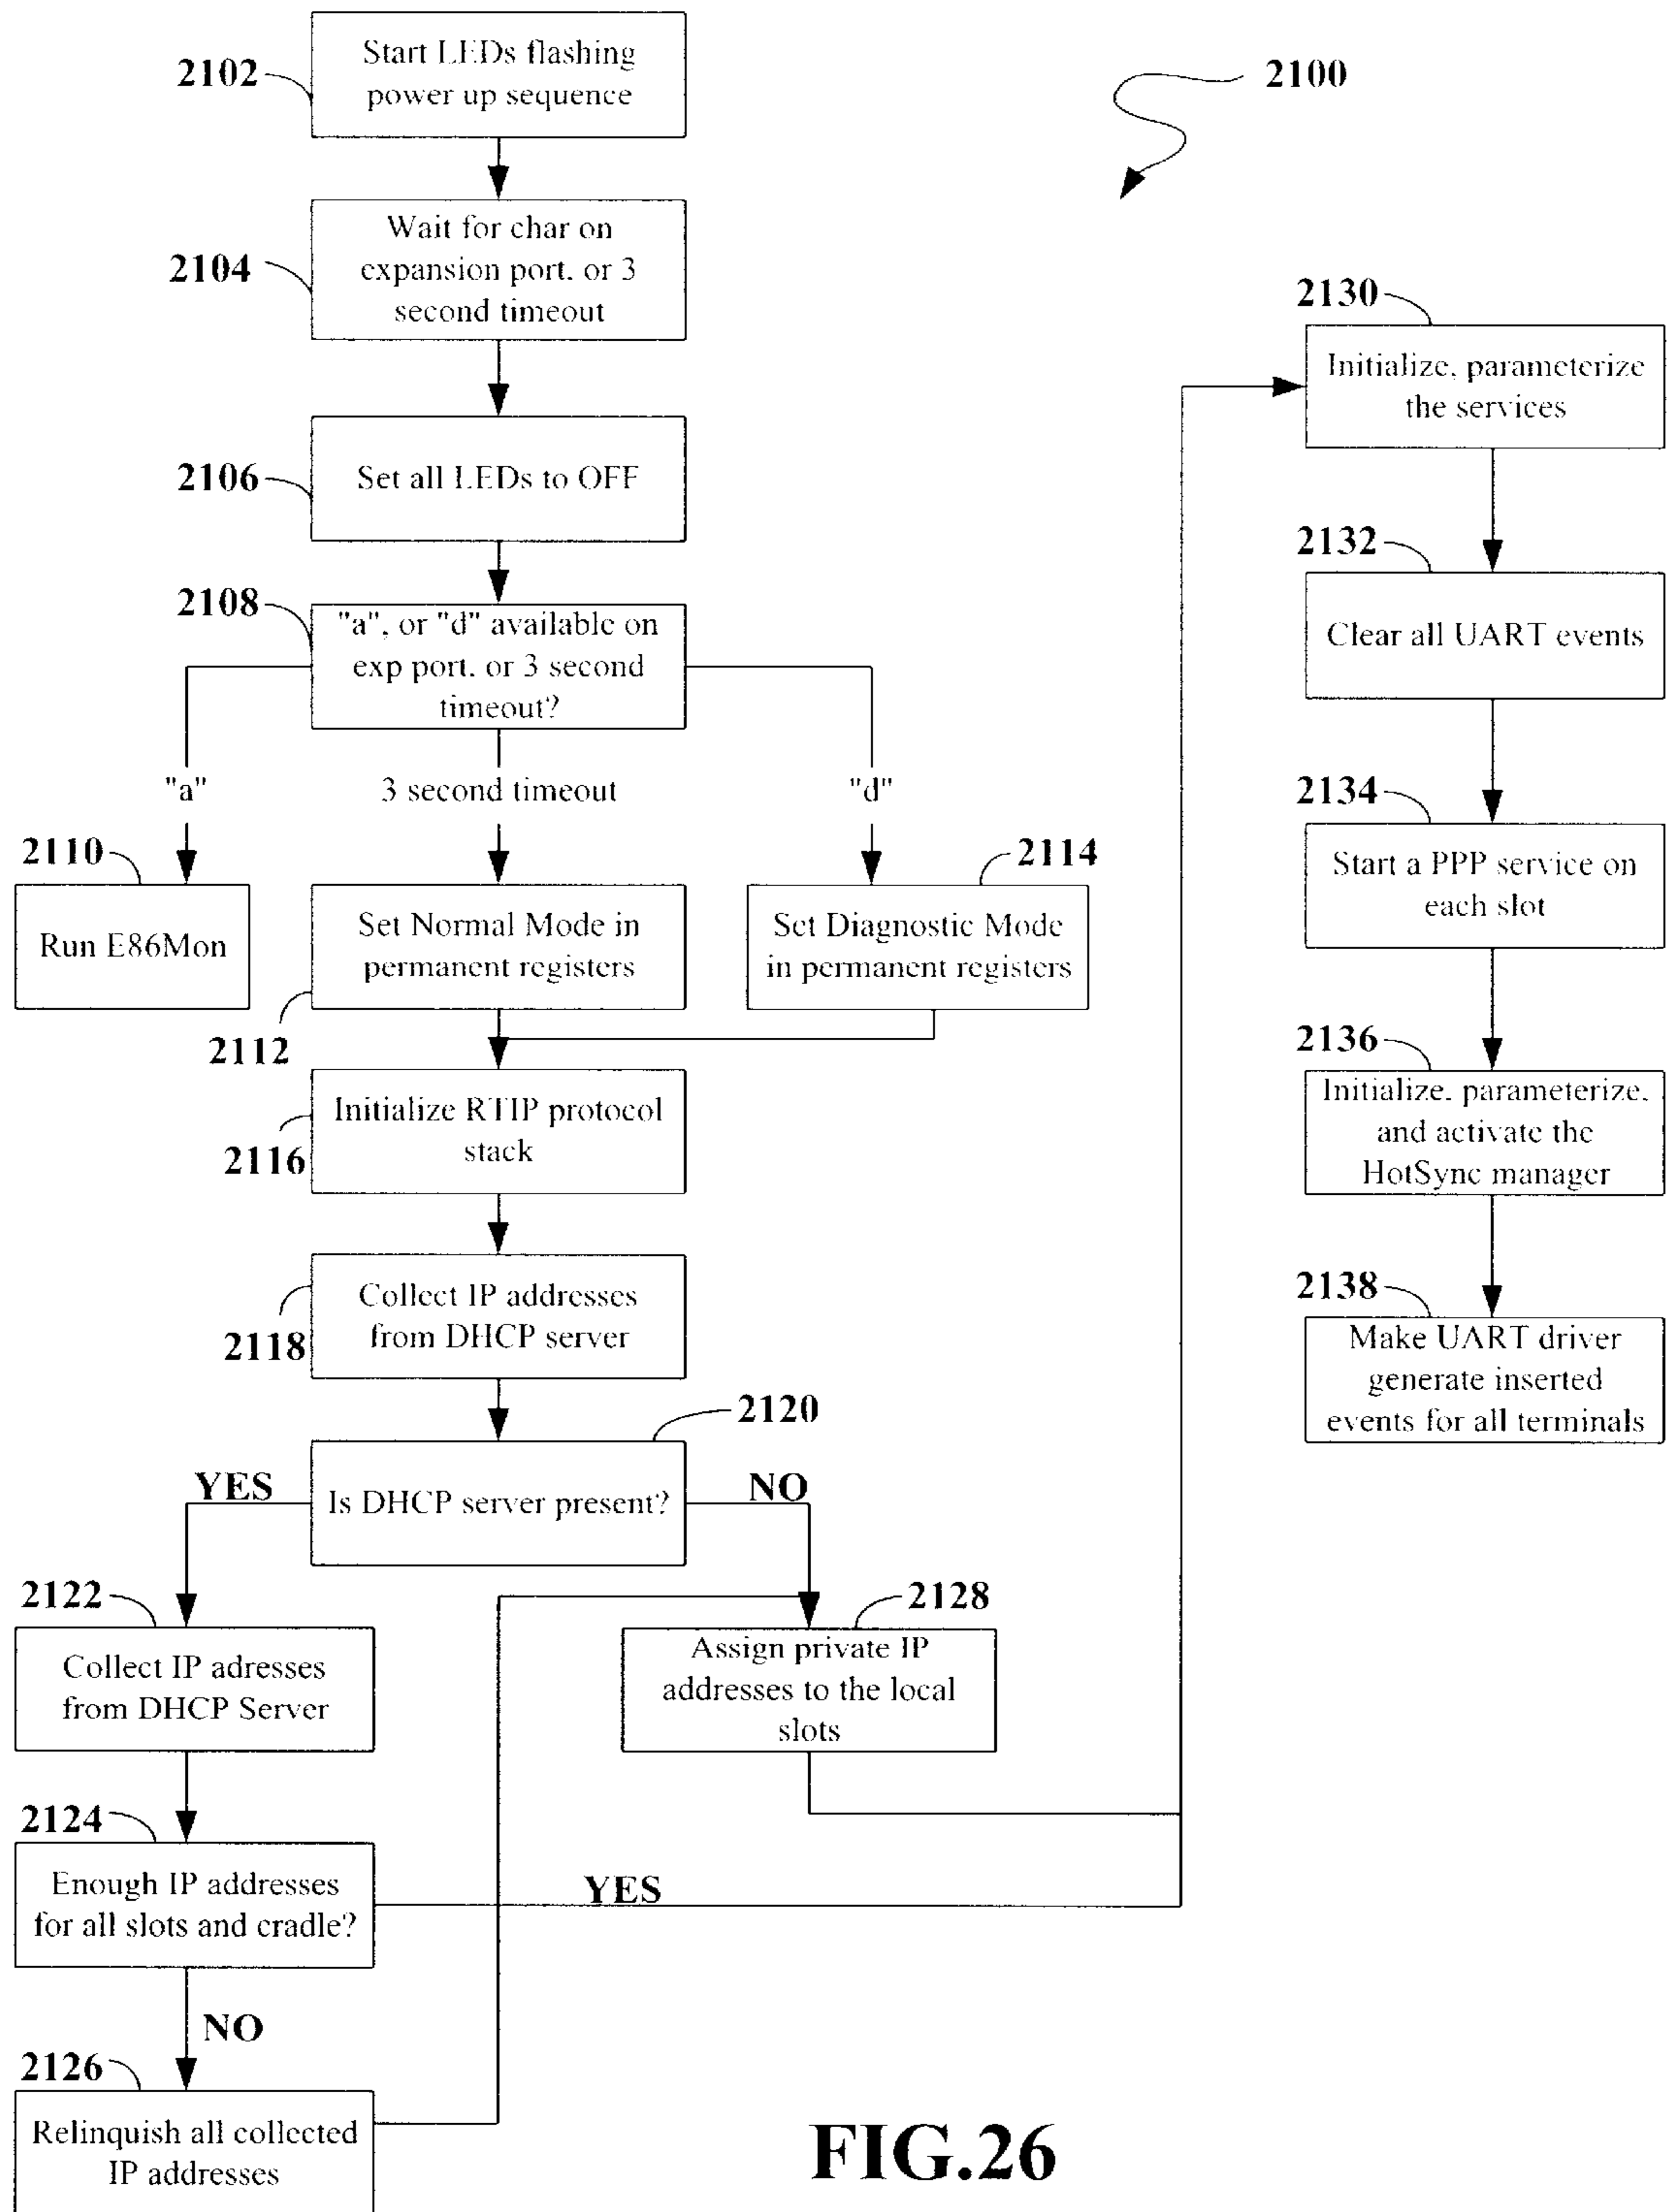 2102
Start LEDs flashing
power up sequence
2100
2104
Wait for char on
expansion port, or 3
second timeout
2106
Set all LEDs to OFF
2108
"a", or "d" available on
exp port, or 3 second
timeout?
"a"
3 second timeout
"d"
2110
Run E86Mon
2112
Set Normal Mode in
permanent registers
2114
Set Diagnostic Mode
in permanent registers
2116
Initialize RTIP protocol
stack
2118
Collect IP addresses
from DHCP server
2120
Is DHCP server present?
YES
NO
2122
Collect IP adresses
from DHCP Server
2128
Assign private IP
addresses to the local
slots
2124
Enough IP addresses
for all slots and cradle?
YES
NO
2126
Relinquish all collected
IP addresses
2130
Initialize, parameterize
the services
2132
Clear all UART events
2134
Start a PPP service on
each slot
2136
Initialize, parameterize,
and activate the
HotSync manager
2138
Make UART driver
generate inserted
events for all terminals
FIG.26